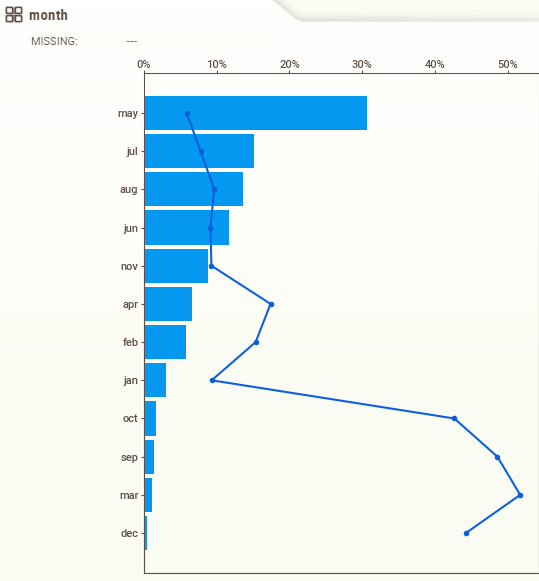 month
MISSING: ---
0% 10% 20% 30% 40% 50%
may
jul
aug
jun
nov
apr
feb
jan
oct
sep
mar
dec